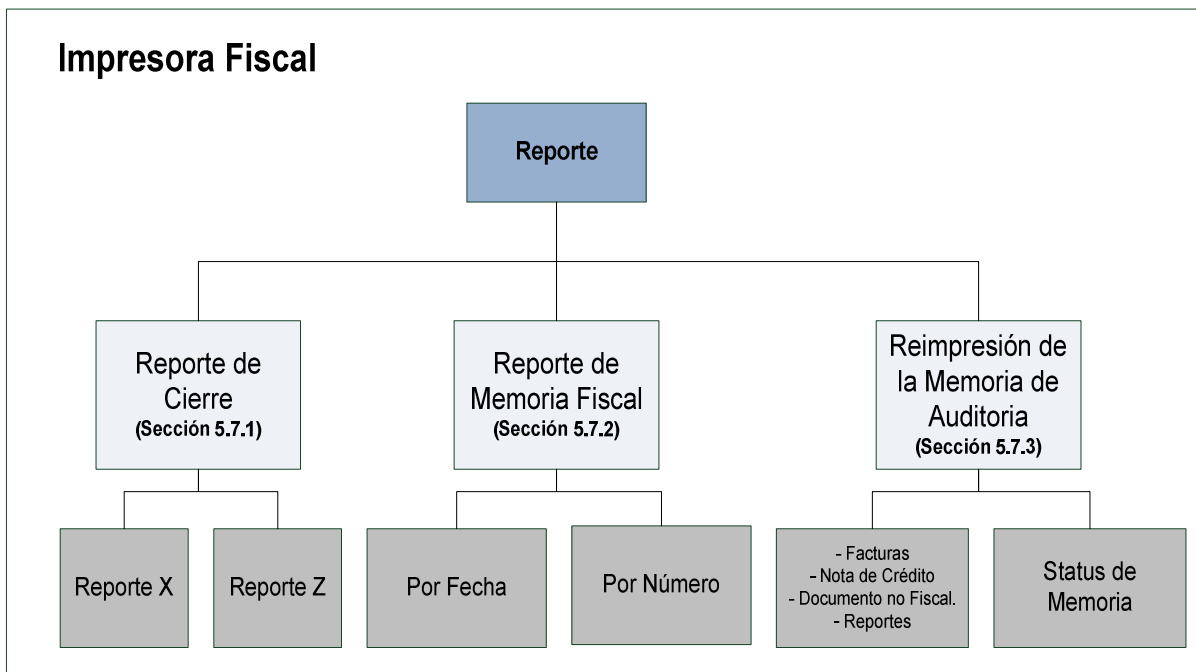 Impresora Fiscal
Reporte
Reporte de
Cierre
(Sección 5.7.1)
Reporte de
Memoria Fiscal
(Sección 5.7.2)
Reimpresión de
la Memoria de
Auditoria
(Sección 5.7.3)
Reporte X
Reporte Z
Por Fecha
Por Número
- Facturas
- Nota de Crédito
- Documento no Fiscal.
- Reportes
Status de
Memoria